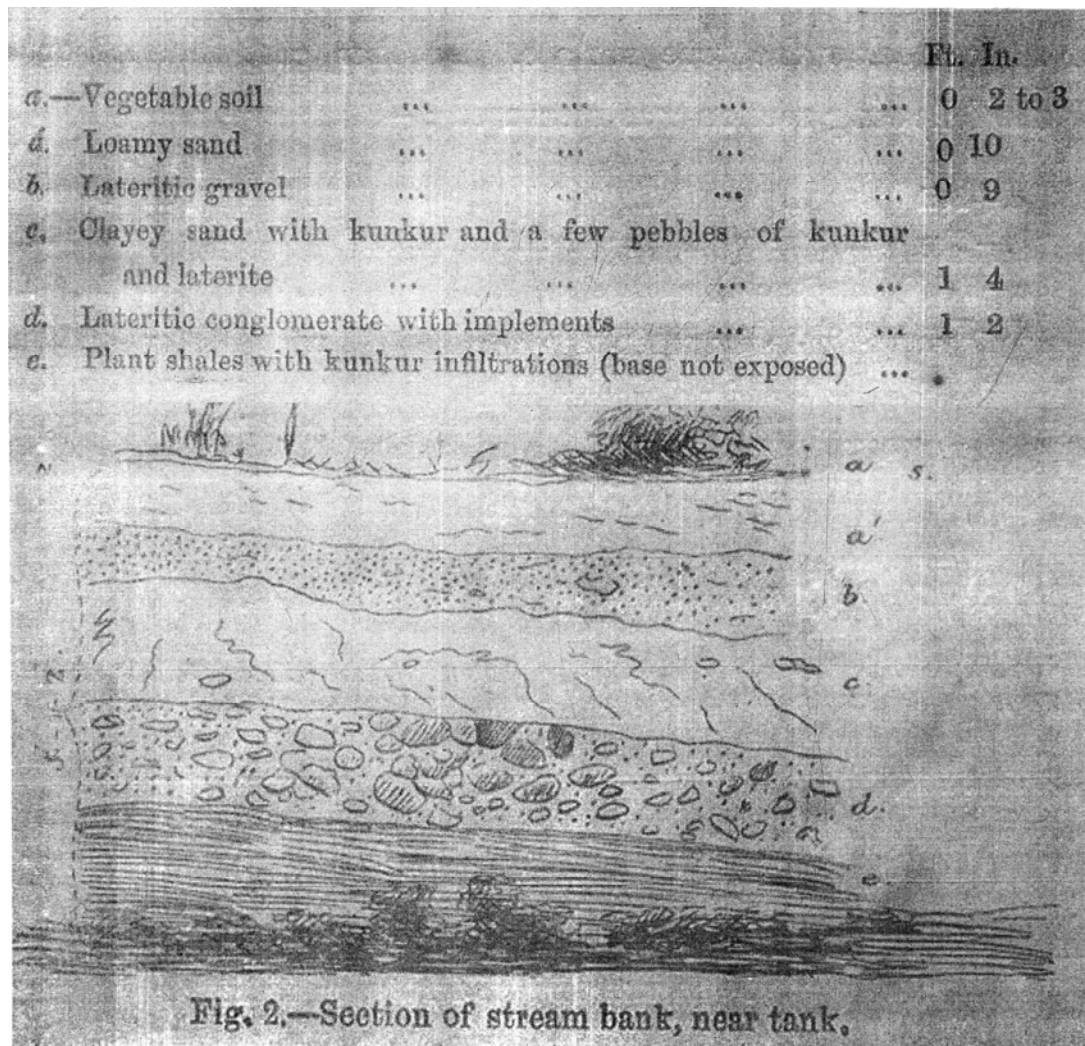 Ft. In.
a.—Vegetable soil ... ... ... ... 0 2 to 3
d. Loamy sand ... ... ... ... 0 10
b. Lateritic gravel ... ... ... ... 0 9
c. Clayey sand with kunkur and a few pebbles of kunkur
and laterite ... ... ... ... 1 4
d. Lateritic conglomerate with implements ... ... 1 2
e. Plant shales with kunkur infiltrations (base not exposed) ...
a s.
a'
b
c.
d.
e.
Fig. 2.—Section of stream bank, near tank.